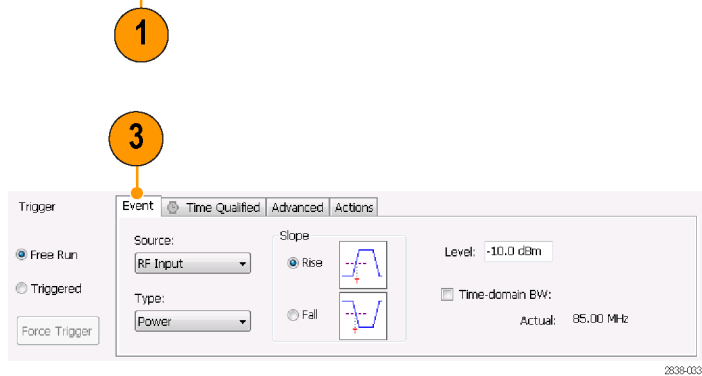 1
3
Trigger
Event Time Qualified Advanced Actions
Free Run
Triggered
Force Trigger
Source:
RF Input
Type:
Power
Slope
Rise
Fall
Level: -10.0 dBm
Time-domain BW:
Actual: 85.00 MHz
2838-033